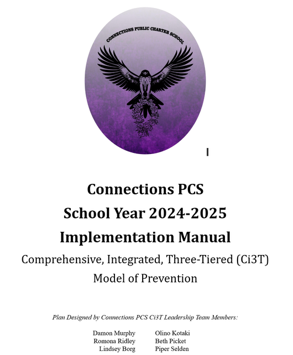 CONNECTIONS PUBLIC CHARTER SCHOOL
Connections PCS
School Year 2024-2025
Implementation Manual
Comprehensive, Integrated, Three-Tiered (Ci3T)
Model of Prevention
Plan Designed by Connections PCS Ci3T Leadership Team Members:
Damon Murphy Olino Kotaki
Romona Ridley Beth Picket
Lindsey Borg Piper Selden